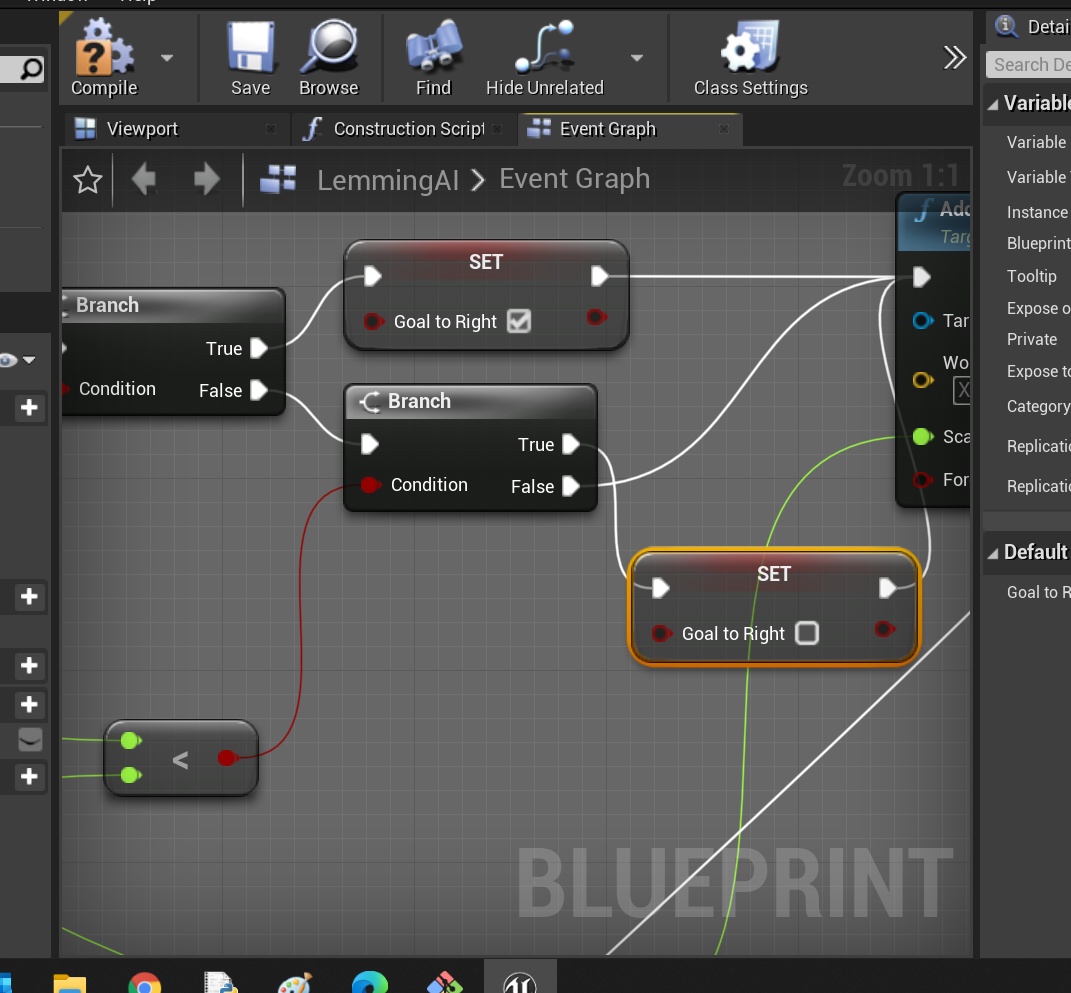 Compile
Save
Browse
Find
Hide Unrelated
Class Settings
Detai
Search De
Viewport
Construction Script
Event Graph
LemmingAI > Event Graph
Zoom 1:1
Variable
Variable
Variable
Instance
Blueprint
Tooltip
Expose o
Private
Expose to
Category
Replicatio
Replicatio
Default
Goal to R
Branch
True
Condition
False
SET
Goal to Right
Branch
True
Condition
False
SET
Goal to Right
<
Add
Targ
Tar
Wo
X
Sca
For
BLUEPRINT